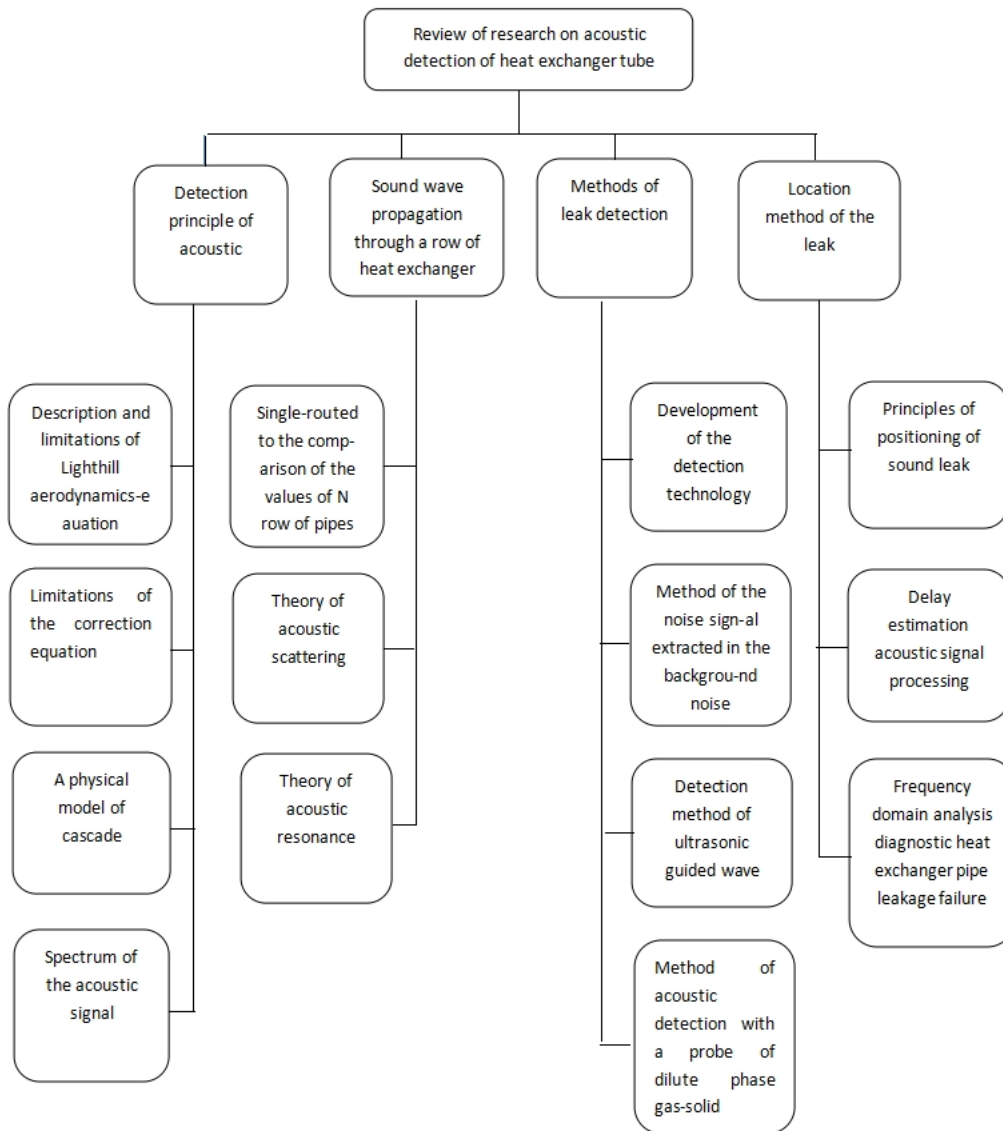 Review of research on acoustic
detection of heat exchanger tube
Detection
principle of
acoustic
Sound wave
propagation
through a row of
heat exchanger
Methods of
leak detection
Location
method of the
leak
Description and
limitations of
Lighthill
aerodynamics-e
auation
Limitations of
the correction
equation
A physical
model of
cascade
Spectrum of
the acoustic
signal
Single-routed
to the comp-
arison of the
values of N
row of pipes
Theory of
acoustic
scattering
Theory of
acoustic
resonance
Development
of the
detection
technology
Method of the
noise sign-al
extracted in the
backgrou-nd
noise
Detection
method of
ultrasonic
guided wave
Method of
acoustic
detection with
a probe of
dilute phase
gas-solid
Principles of
positioning of
sound leak
Delay
estimation
acoustic signal
processing
Frequency
domain analysis
diagnostic heat
exchanger pipe
leakage failure